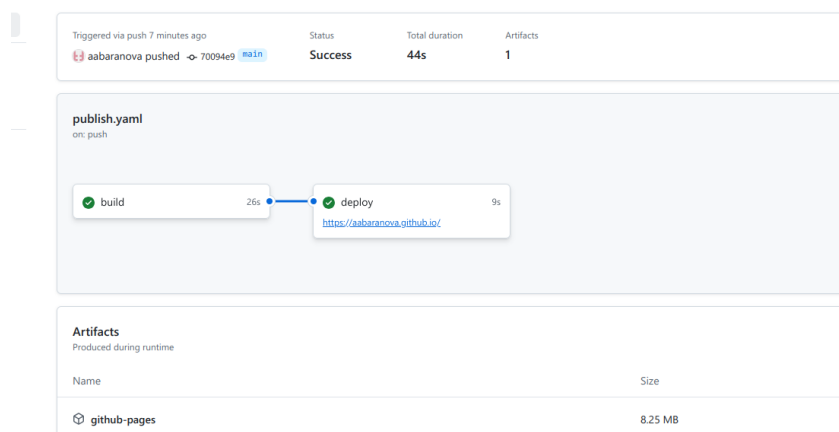 Triggered via push 7 minutes ago
aabaranova pushed 70094e9 main
Status
Success
Total duration
44s
Artifacts
1
publish.yaml
on: push
build 26s
deploy 9s
https://aabaranova.github.io/
Artifacts
Produced during runtime
Name Size
github-pages 8.25 MB